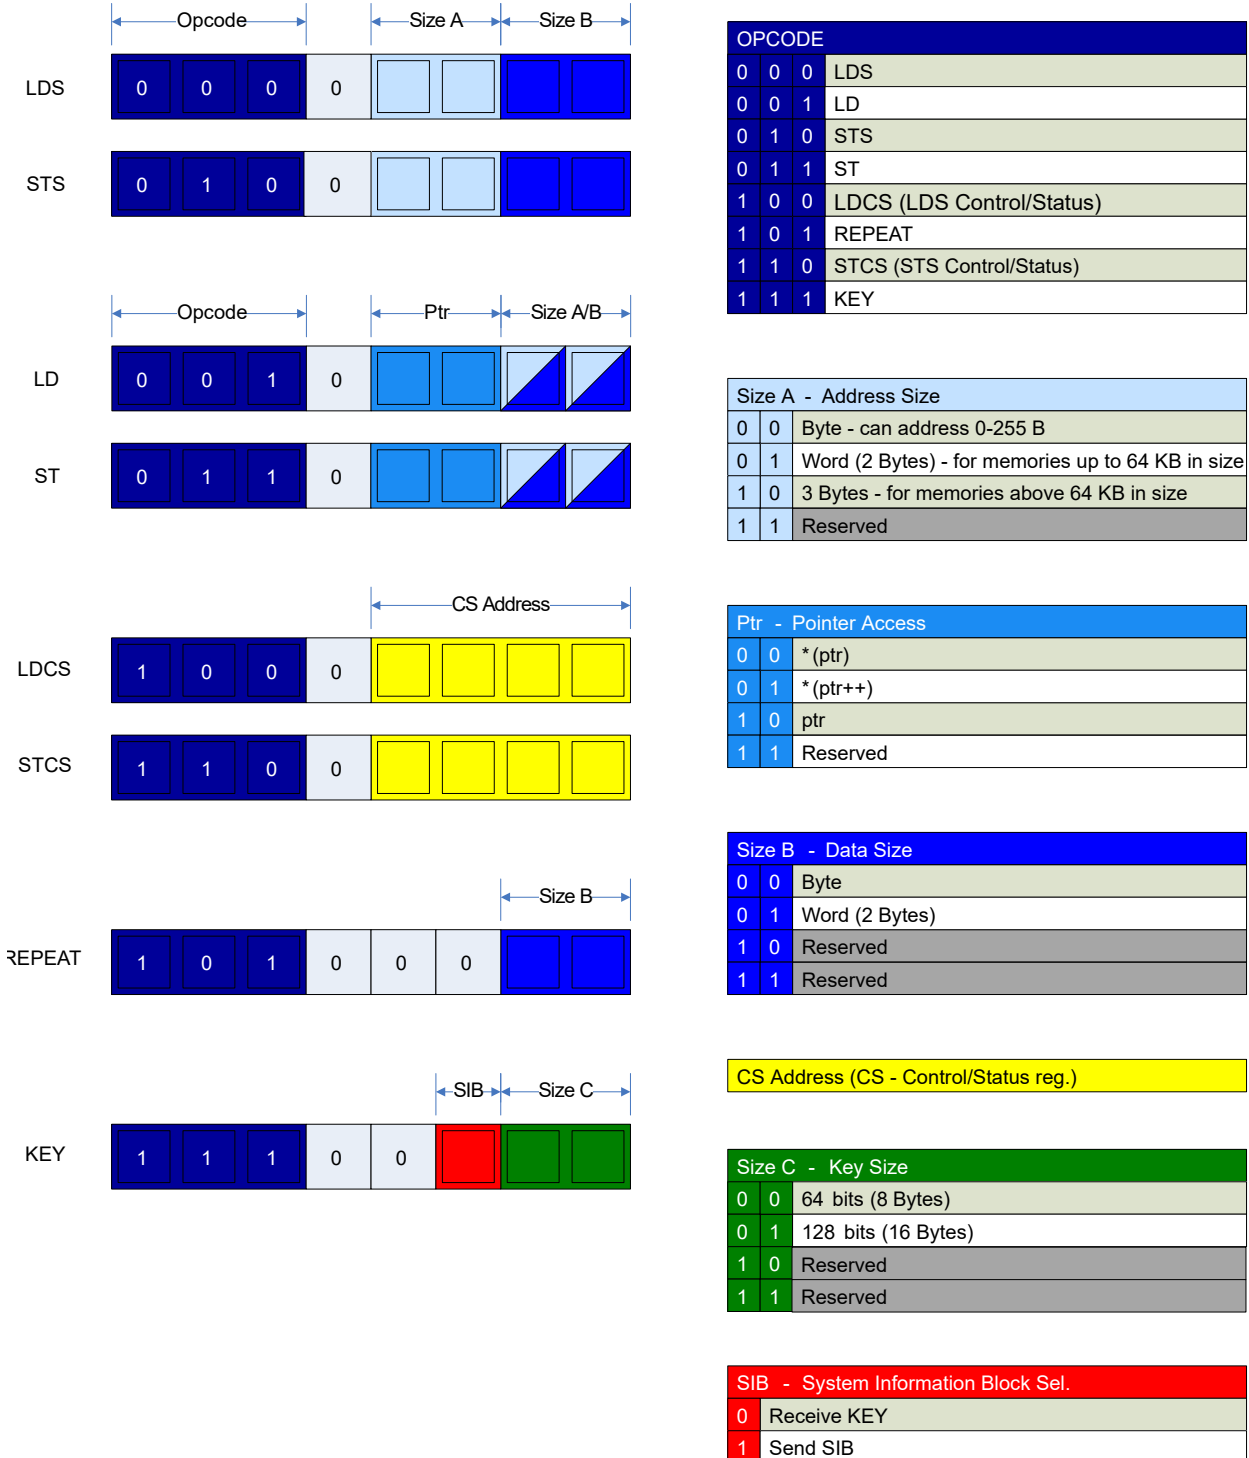 Opcode Size A Size B
LDS 0 0 0 0
STS 0 1 0 0
Opcode Ptr Size A/B
LD 0 0 1 0
ST 0 1 1 0
CS Address
LDCS 1 0 0 0
STCS 1 1 0 0
Size B
REPEAT 1 0 1 0 0 0
SIB Size C
KEY 1 1 1 0 0
OPCODE
0 0 0 LDS
0 0 1 LD
0 1 0 STS
0 1 1 ST
1 0 0 LDCS (LDS Control/Status)
1 0 1 REPEAT
1 1 0 STCS (STS Control/Status)
1 1 1 KEY
Size A - Address Size
0 0 Byte - can address 0-255 B
0 1 Word (2 Bytes) - for memories up to 64 KB in size
1 0 3 Bytes - for memories above 64 KB in size
1 1 Reserved
Ptr - Pointer Access
0 0 *(ptr)
0 1 *(ptr++)
1 0 ptr
1 1 Reserved
Size B - Data Size
0 0 Byte
0 1 Word (2 Bytes)
1 0 Reserved
1 1 Reserved
CS Address (CS - Control/Status reg.)
Size C - Key Size
0 0 64 bits (8 Bytes)
0 1 128 bits (16 Bytes)
1 0 Reserved
1 1 Reserved
SIB - System Information Block Sel.
0 Receive KEY
1 Send SIB